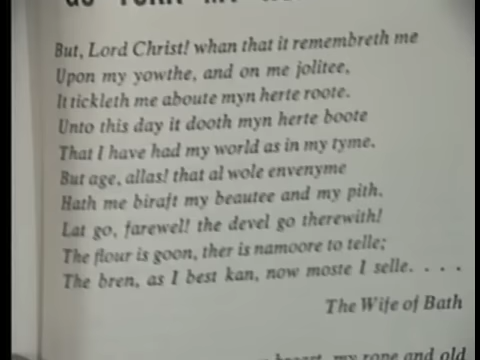 But, Lord Christ! whan that it remembreth me
Upon my yowthe, and on me jolitee,
It tickleth me aboute myn herte roote.
Unto this day it dooth myn herte boote
That I have had my world as in my tyme.
But age, allas! that al wole envenyme
Hath me biraft my beautee and my pith.
Lat go, farewel! the devel go therewith!
The flour is goon, ther is namoore to telle;
The bren, as I best kan, now moste I selle. . . .
The Wife of Bath
my rope and old